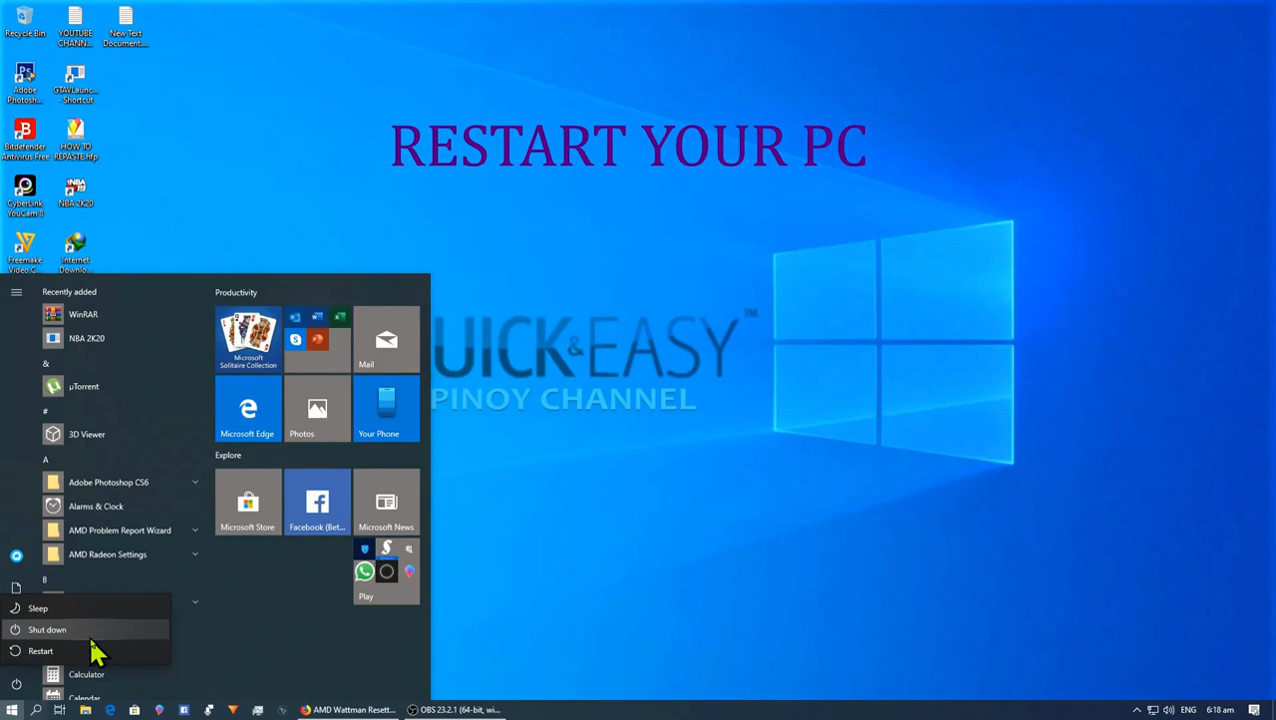 Recycle Bin
YOUTUBE
CHANN...
New Text
Document....
Adobe
Photosh...
GTAVLaunc...
- Shortcut
Bitdefender
Antivirus Free
HOW TO
REPASTE.hfp
CyberLink
YouCam 8
NBA 2K20
Freemake
Video C...
Internet
Downlo...
RESTART YOUR PC
UICK&EASY™
PINOY CHANNEL
Recently added
WinRAR
NBA 2K20
&
µTorrent
#
3D Viewer
A
Adobe Photoshop CS6
Alarms & Clock
AMD Problem Report Wizard
AMD Radeon Settings
B
Calculator
Calendar
Sleep
Shut down
Restart
Productivity
Microsoft
Solitaire Collection
Mail
Microsoft Edge
Photos
Your Phone
Explore
Microsoft Store
Facebook (Bet...
Microsoft News
Play
AMD Wattman Resett...
OBS 23.2.1 (64-bit, wi...
ENG
6:18 am